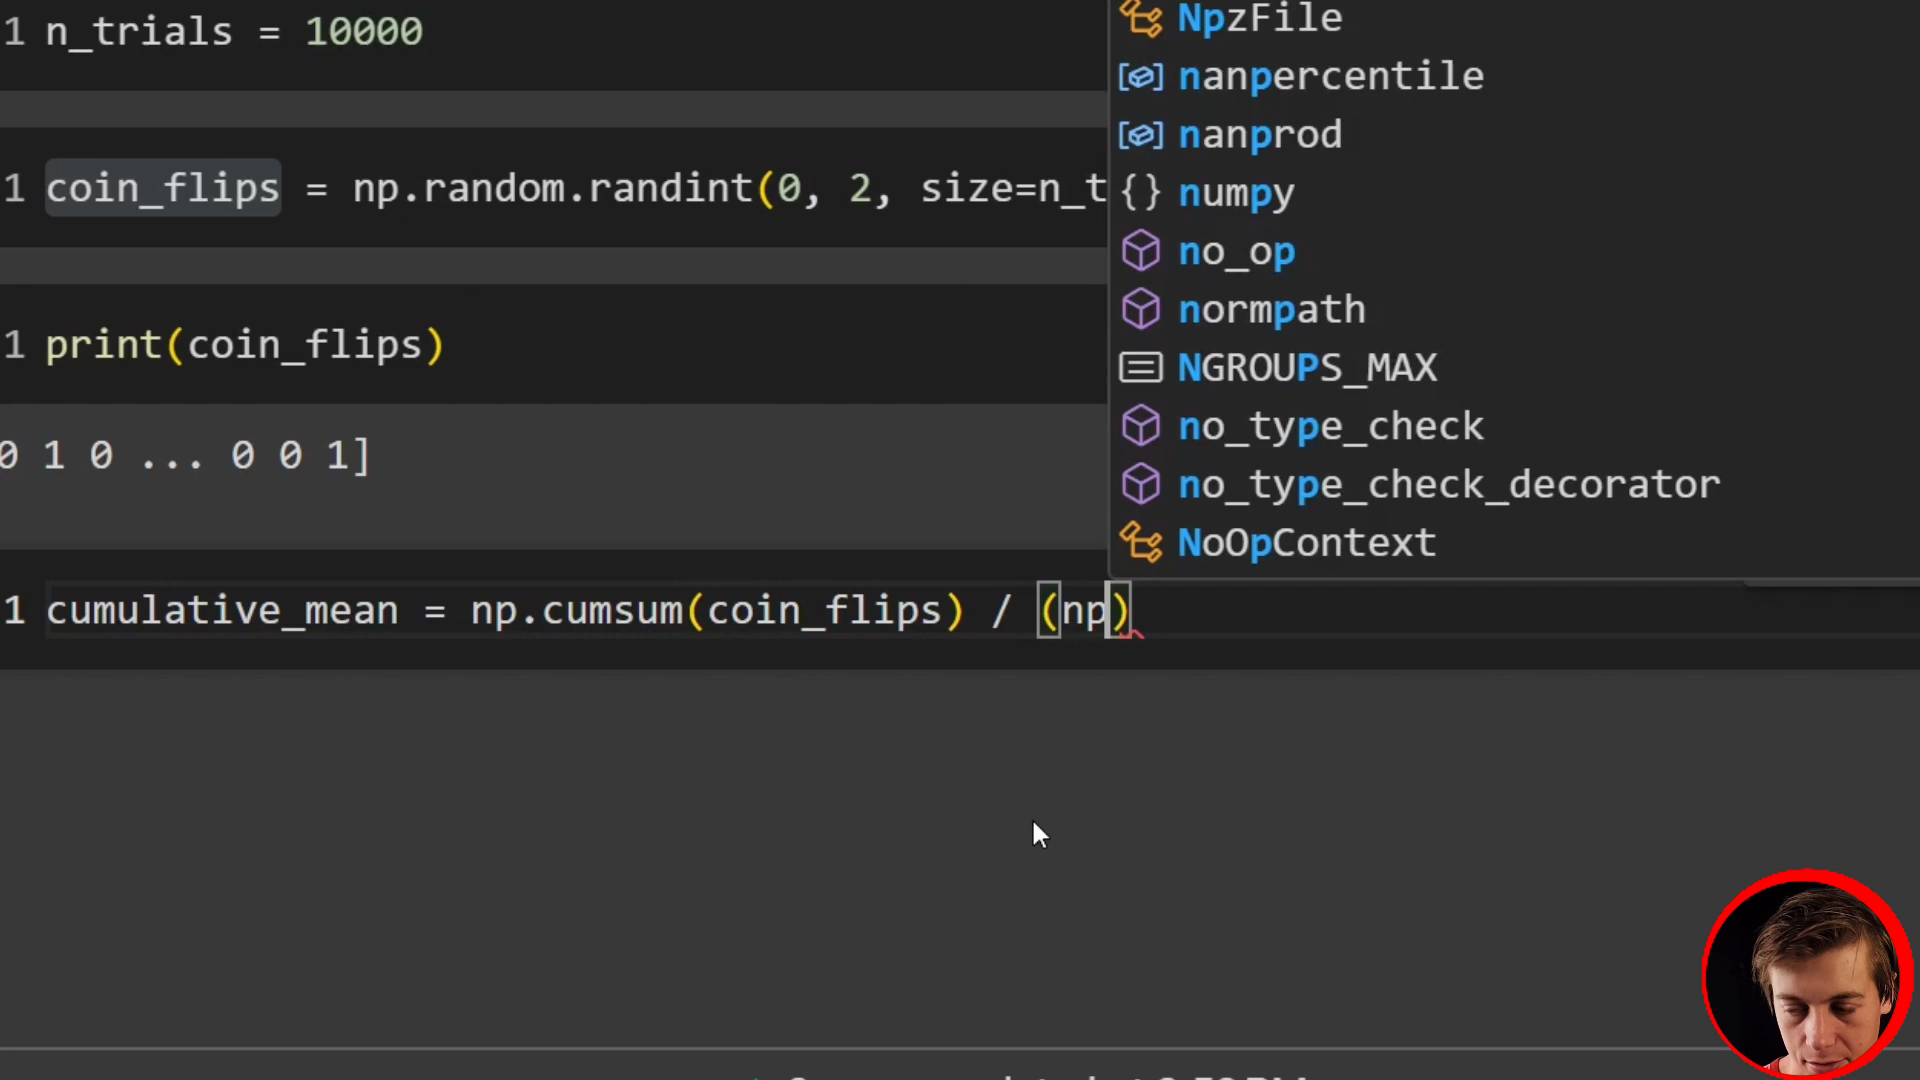 1 n_trials = 10000
1 coin_flips = np.random.randint(0, 2, size=n_t
1 print(coin_flips)
0 1 0 ... 0 0 1]
1 cumulative_mean = np.cumsum(coin_flips) / (np)
NpzFile
nanpercentile
nanprod
{} numpy
no_op
normpath
NGROUPS_MAX
no_type_check
no_type_check_decorator
NoOpContext